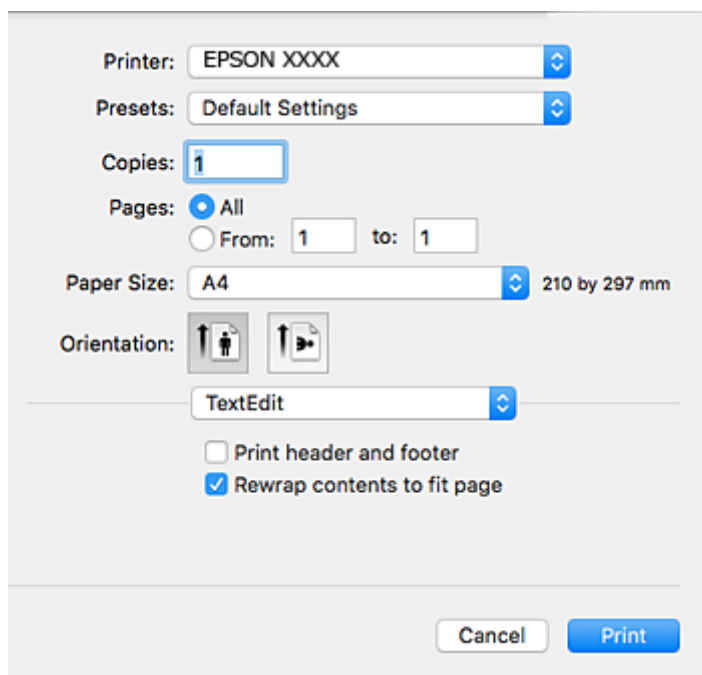 Printer: EPSON XXXX
Presets: Default Settings
Copies: 1
Pages: All
From: 1 to: 1
Paper Size: A4 210 by 297 mm
Orientation:
TextEdit
Print header and footer
Rewrap contents to fit page
Cancel Print